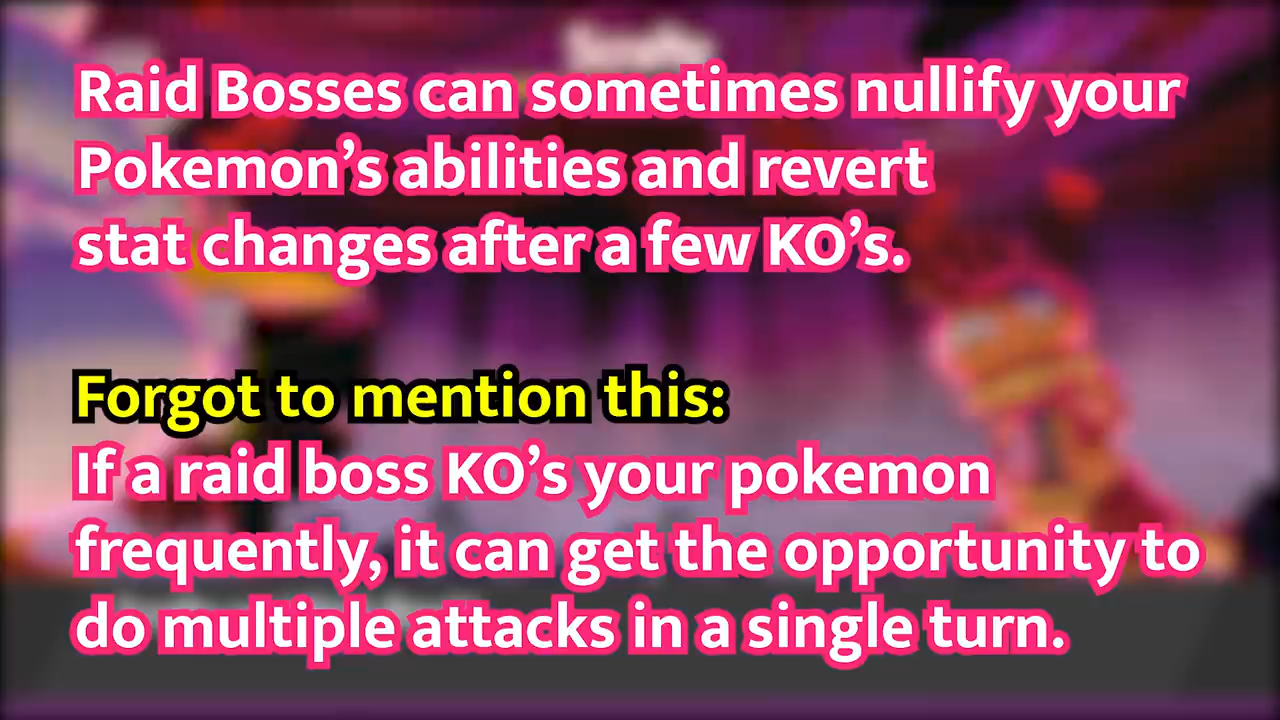 Raid Bosses can sometimes nullify your
Pokemon’s abilities and revert
stat changes after a few KO’s.
Forgot to mention this:
If a raid boss KO’s your pokemon
frequently, it can get the opportunity to
do multiple attacks in a single turn.